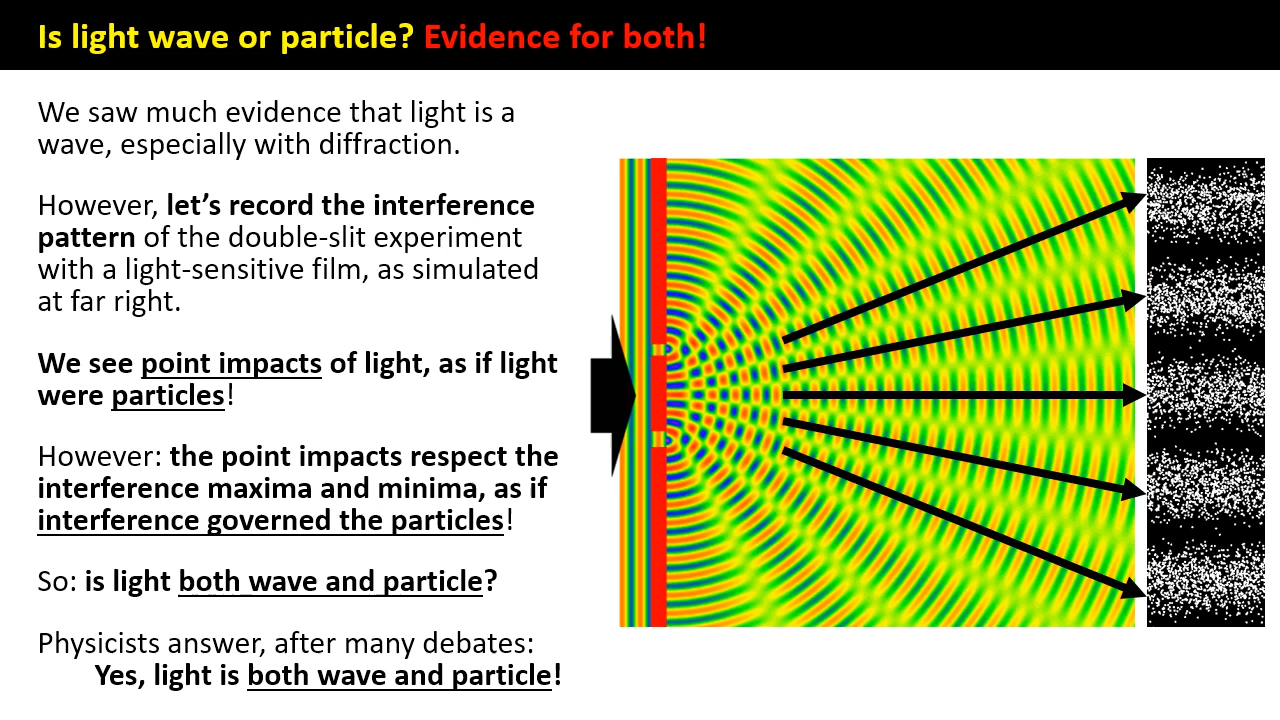 Is light wave or particle? Evidence for both!
We saw much evidence that light is a
wave, especially with diffraction.
However, let’s record the interference
pattern of the double-slit experiment
with a light-sensitive film, as simulated
at far right.
We see point impacts of light, as if light
were particles!
However: the point impacts respect the
interference maxima and minima, as if
interference governed the particles!
So: is light both wave and particle?
Physicists answer, after many debates:
Yes, light is both wave and particle!